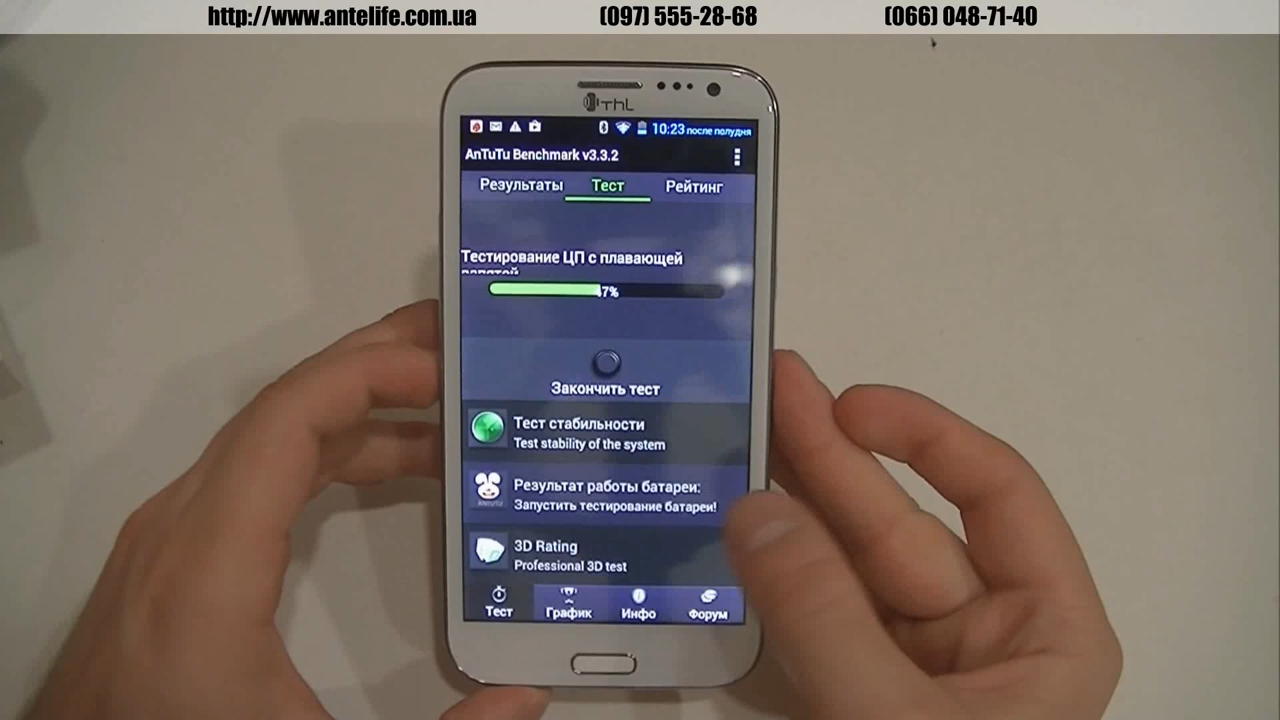 http://www.antelife.com.ua (097) 555-28-68 (066) 048-71-40
THL
10:23 после полудня
AnTuTu Benchmark v3.3.2
Результаты Тест Рейтинг
Тестирование ЦП с плавающей
47%
Закончить тест
Тест стабильности
Test stability of the system
Результат работы батареи:
Запустить тестирование батареи!
3D Rating
Professional 3D test
Тест График Инфо Форум